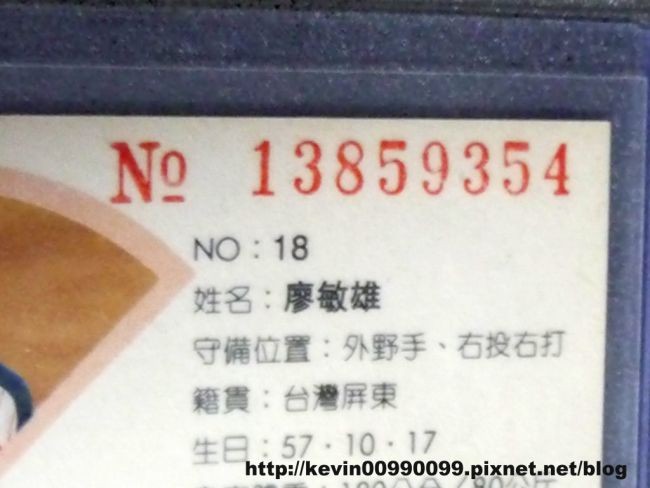 Nº 13859354
NO：18
姓名：廖敏雄
守備位置：外野手、右投右打
籍貫：台灣屏東
生日：57·10·17
http://kevin00990099.pixnet.net/blog